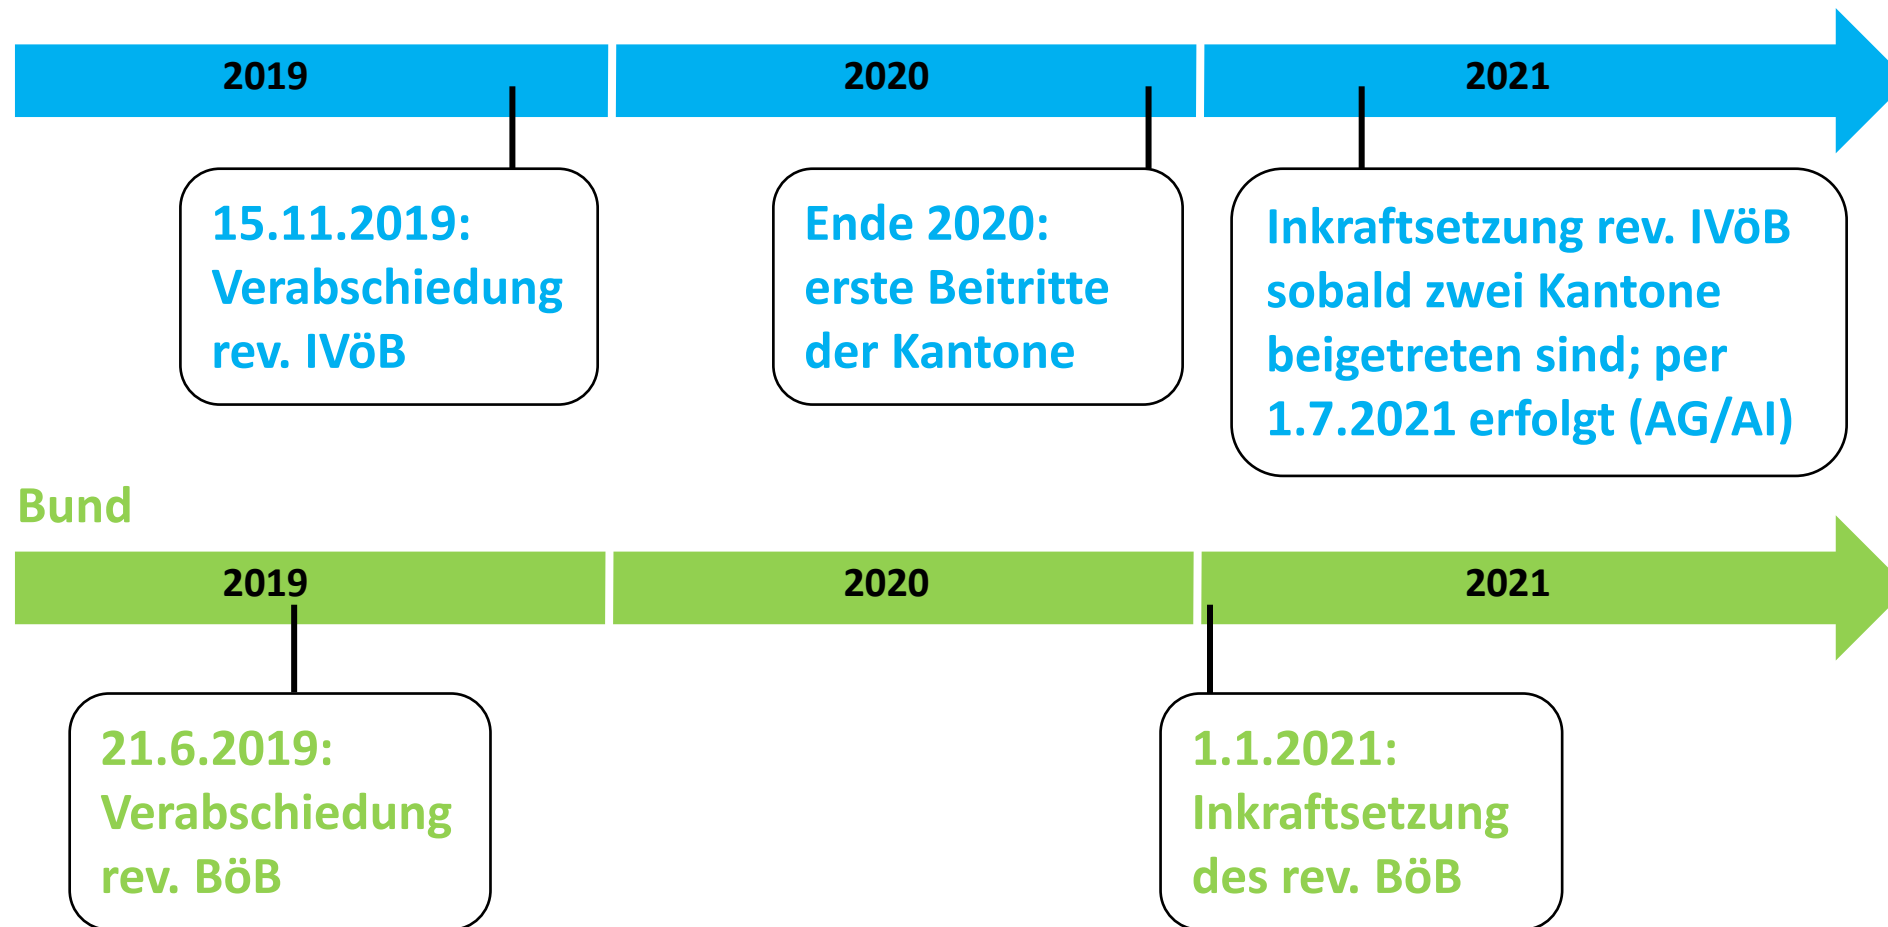 2019 2020 2021
15.11.2019:
Verabschiedung
rev. IVöB
Ende 2020:
erste Beitritte
der Kantone
Inkraftsetzung rev. IVöB
sobald zwei Kantone
beigetreten sind; per
1.7.2021 erfolgt (AG/AI)
Bund
2019 2020 2021
21.6.2019:
Verabschiedung
rev. BöB
1.1.2021:
Inkraftsetzung
des rev. BöB